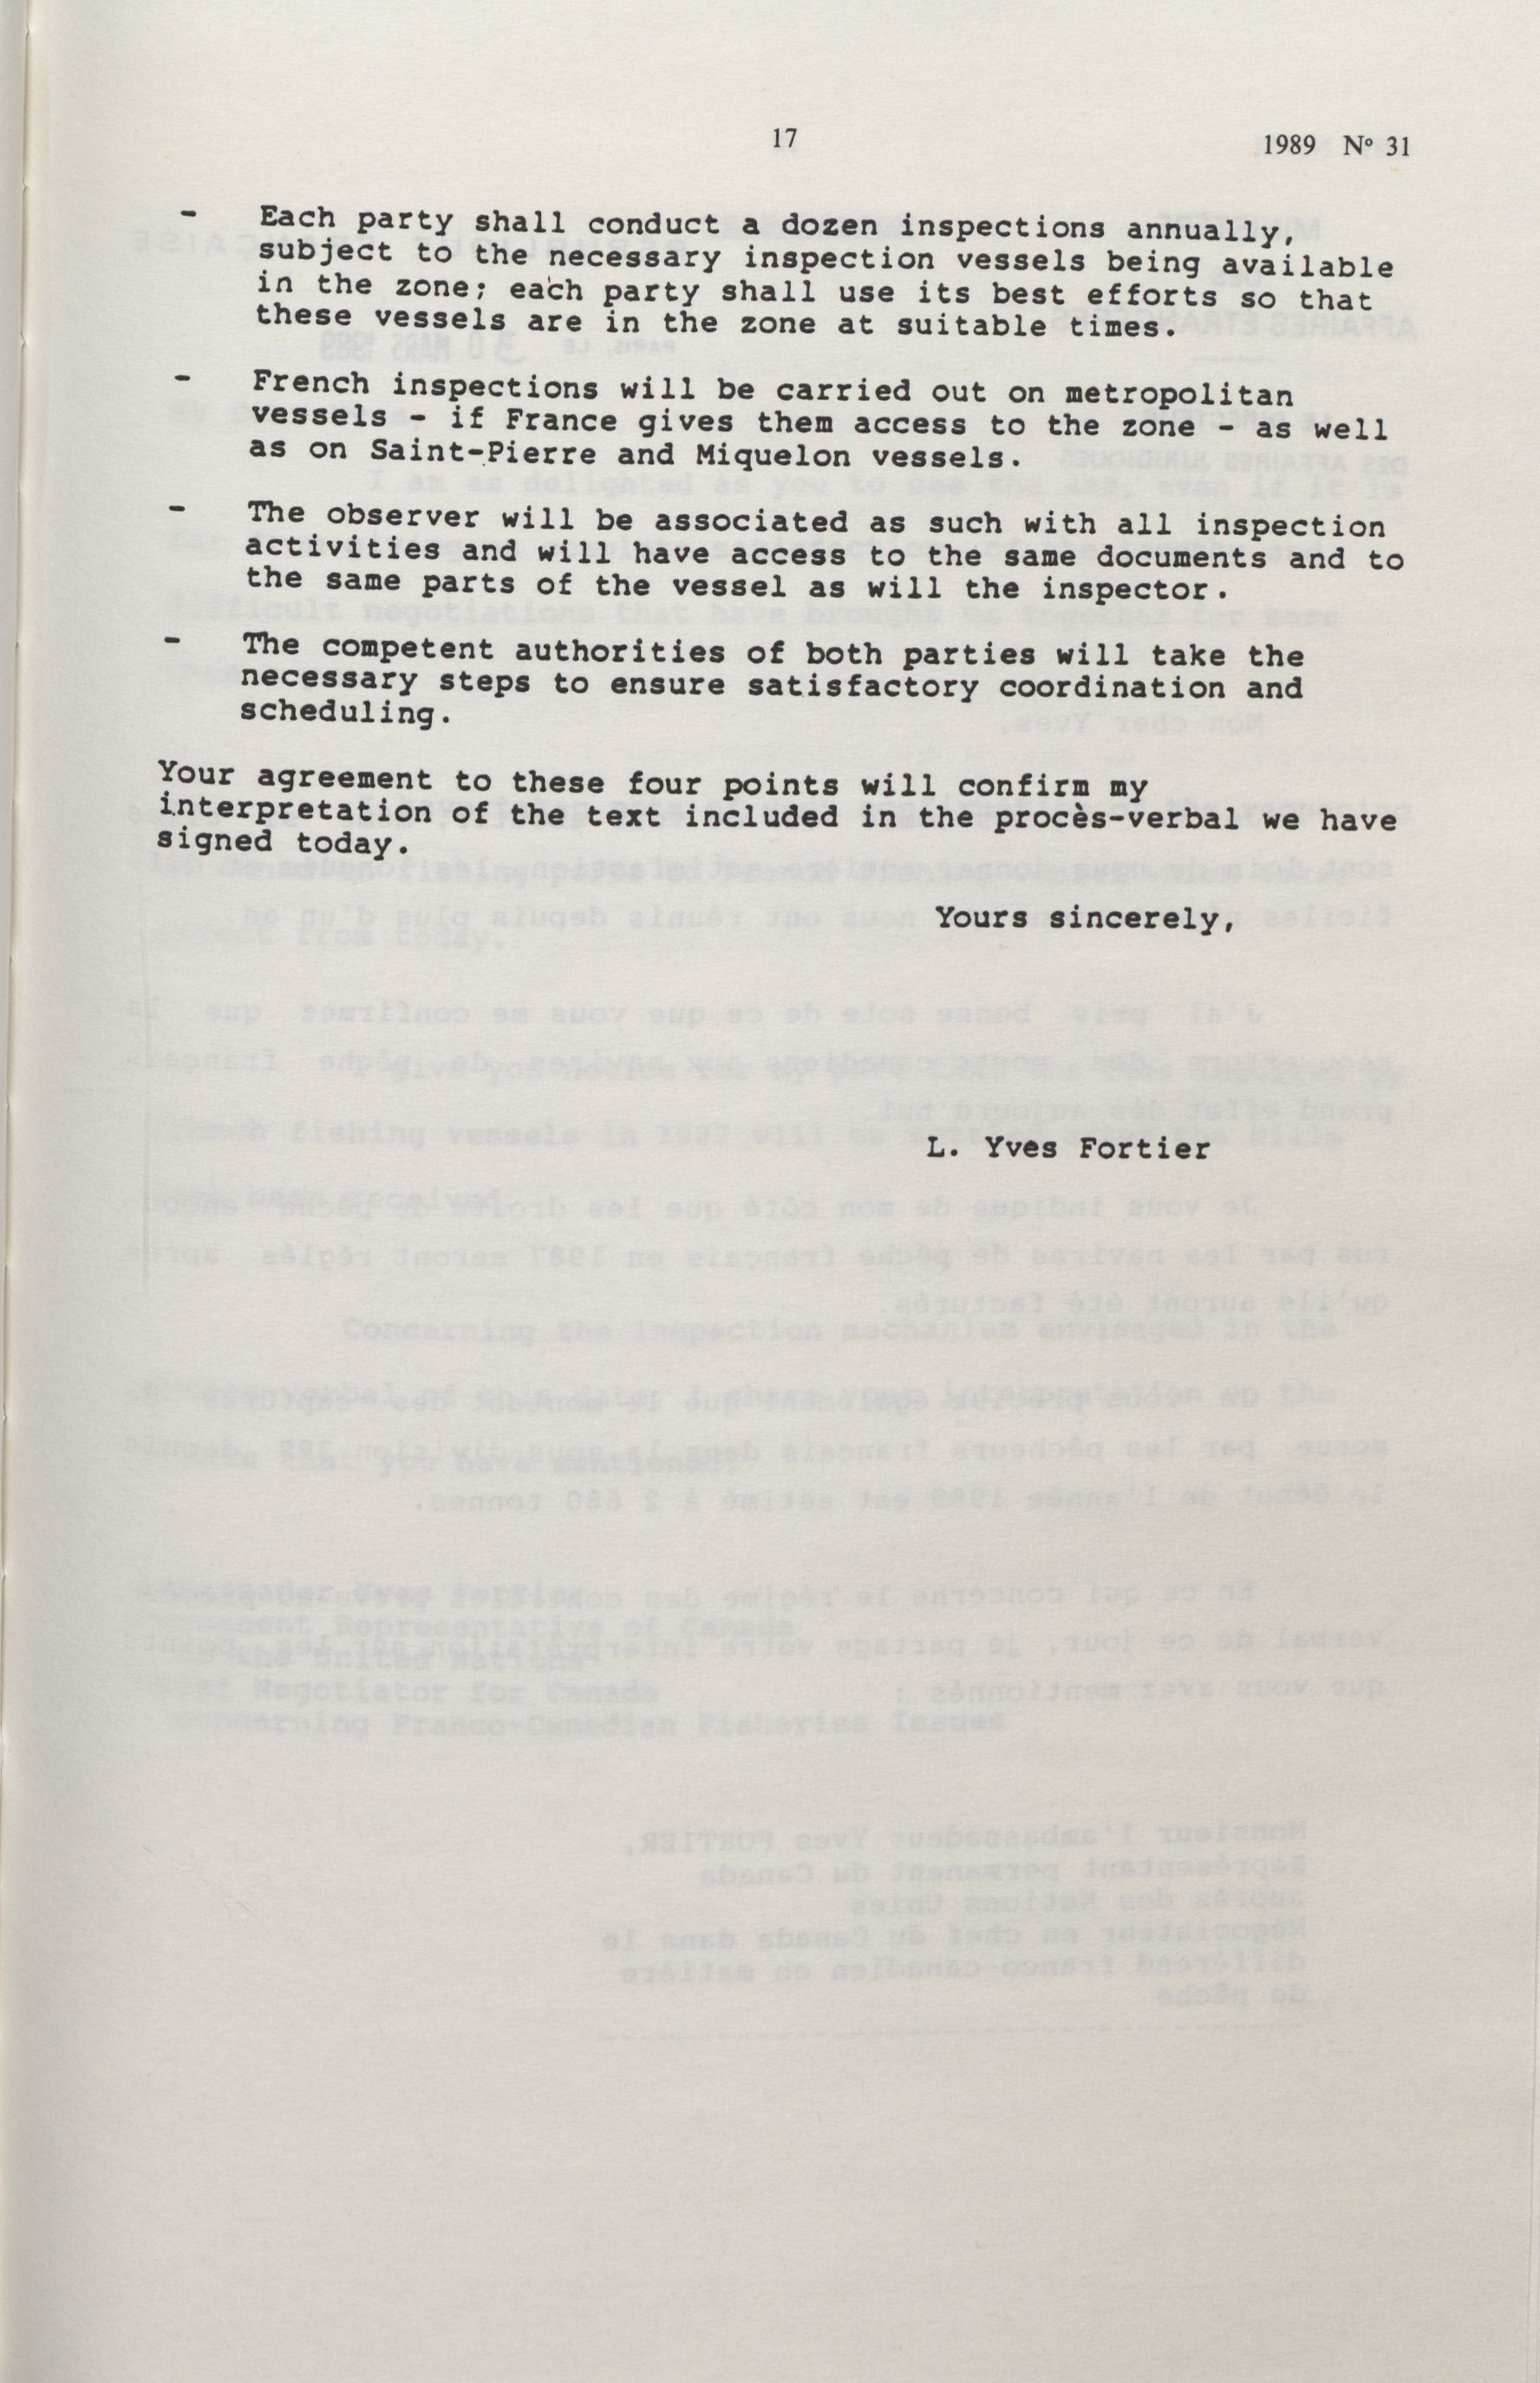 17
1989 Nº 31
- Each party shall conduct a dozen inspections annually,
subject to the necessary inspection vessels being available
in the zone; each party shall use its best efforts so that
these vessels are in the zone at suitable times.
- French inspections will be carried out on metropolitan
vessels - if France gives them access to the zone - as well
as on Saint-Pierre and Miquelon vessels.
- The observer will be associated as such with all inspection
activities and will have access to the same documents and to
the same parts of the vessel as will the inspector.
- The competent authorities of both parties will take the
necessary steps to ensure satisfactory coordination and
scheduling.
Your agreement to these four points will confirm my
interpretation of the text included in the procès-verbal we have
signed today.
Yours sincerely,
L. Yves Fortier